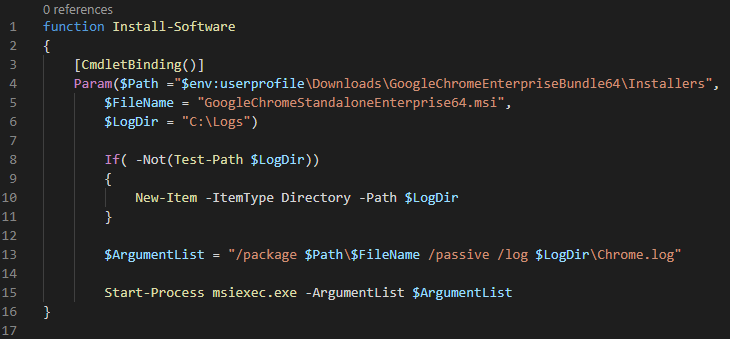 0 references
1 function Install-Software
2 {
3 [CmdletBinding()]
4 Param($Path ="$env:userprofile\Downloads\GoogleChromeEnterpriseBundle64\Installers",
5 $FileName = "GoogleChromeStandaloneEnterprise64.msi",
6 $LogDir = "C:\Logs")
7
8 If( -Not(Test-Path $LogDir))
9 {
10 New-Item -ItemType Directory -Path $LogDir
11 }
12
13 $ArgumentList = "/package $Path\$FileName /passive /log $LogDir\Chrome.log"
14
15 Start-Process msiexec.exe -ArgumentList $ArgumentList
16 }
17